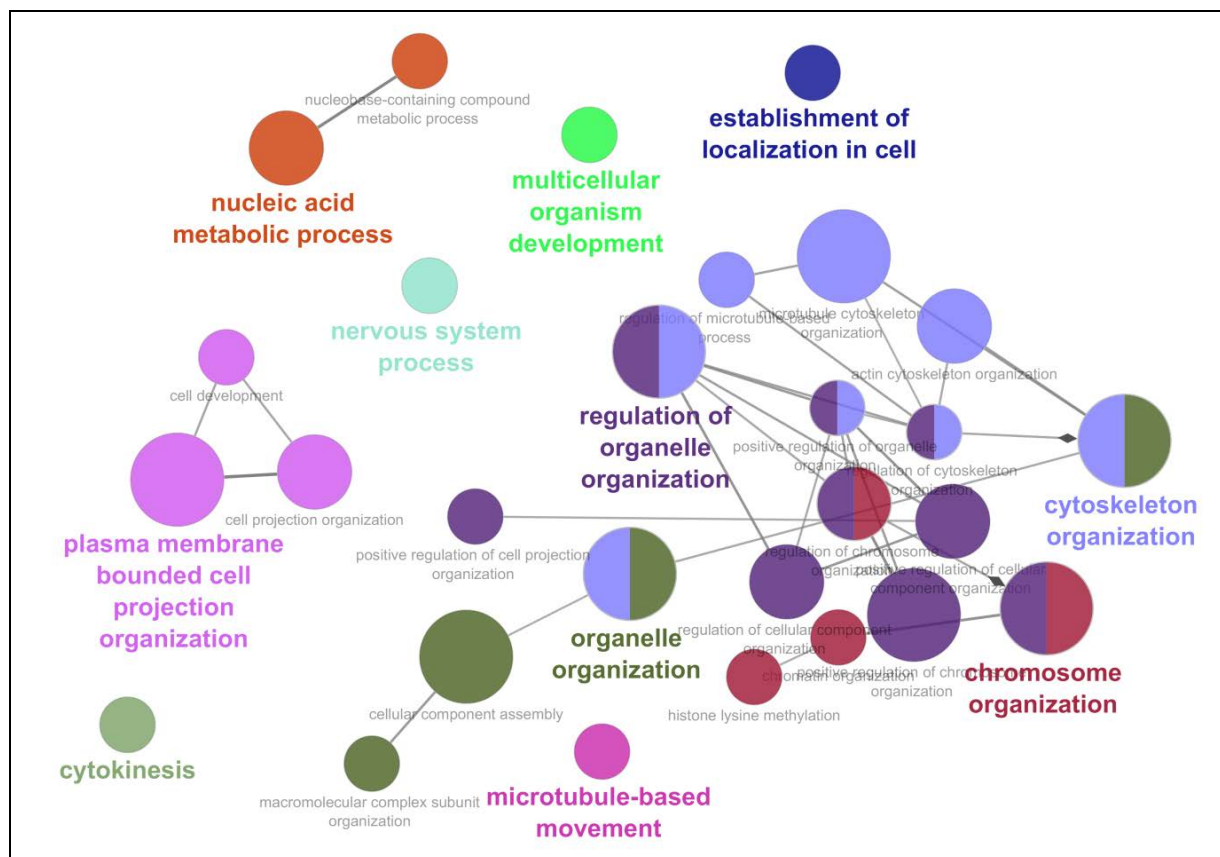 nucleobase-containing compound
metabolic process
nucleic acid
metabolic process
multicellular
organism
development
establishment of
localization in cell
nervous system
process
regulation of microtubule-based
process
microtubule cytoskeleton
organization
actin cytoskeleton organization
cell development
regulation of
organelle
organization
positive regulation of organelle
organization
regulation of cytoskeleton
organization
cytoskeleton
organization
cell projection organization
plasma membrane
bounded cell
projection
organization
positive regulation of cell projection
organization
regulation of chromosome
organization
positive regulation of cellular
component organization
organelle
organization
regulation of cellular component
organization
chromatin organization
positive regulation of chromosome
organization
chromosome
organization
histone lysine methylation
cellular component assembly
cytokinesis
macromolecular complex subunit
organization
microtubule-based
movement